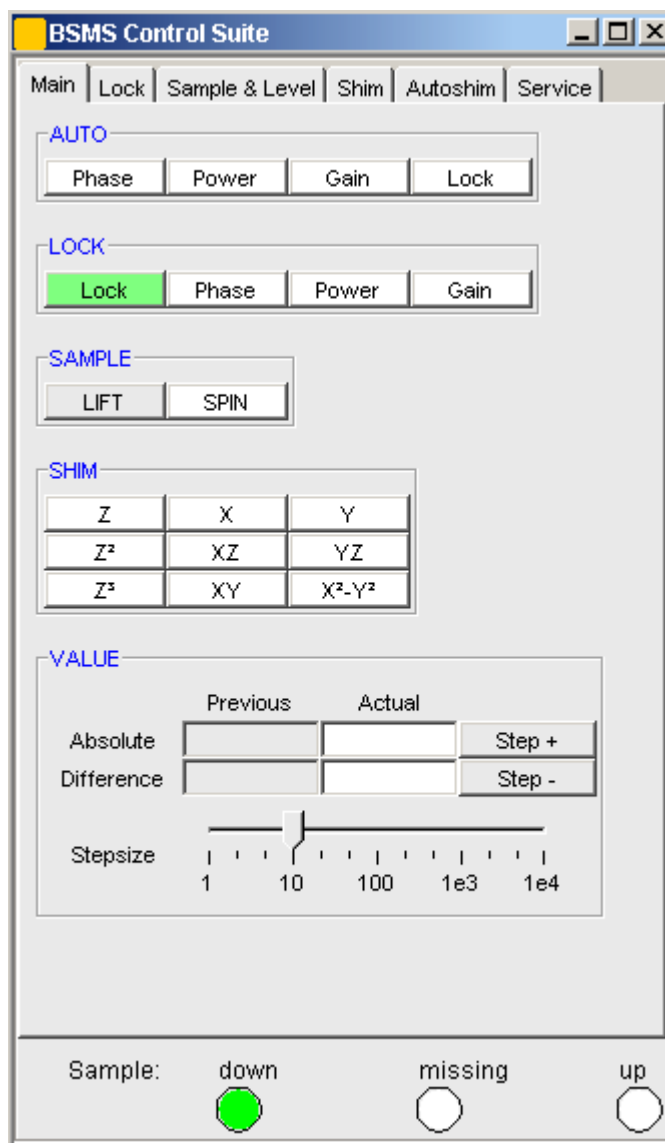 BSMS Control Suite
Main Lock Sample & Level Shim Autoshim Service
AUTO
Phase Power Gain Lock
LOCK
Lock Phase Power Gain
SAMPLE
LIFT SPIN
SHIM
Z X Y
Z² XZ YZ
Z³ XY X²-Y²
VALUE
Previous Actual
Absolute Step +
Difference Step -
Stepsize
1 10 100 1e3 1e4
Sample: down missing up